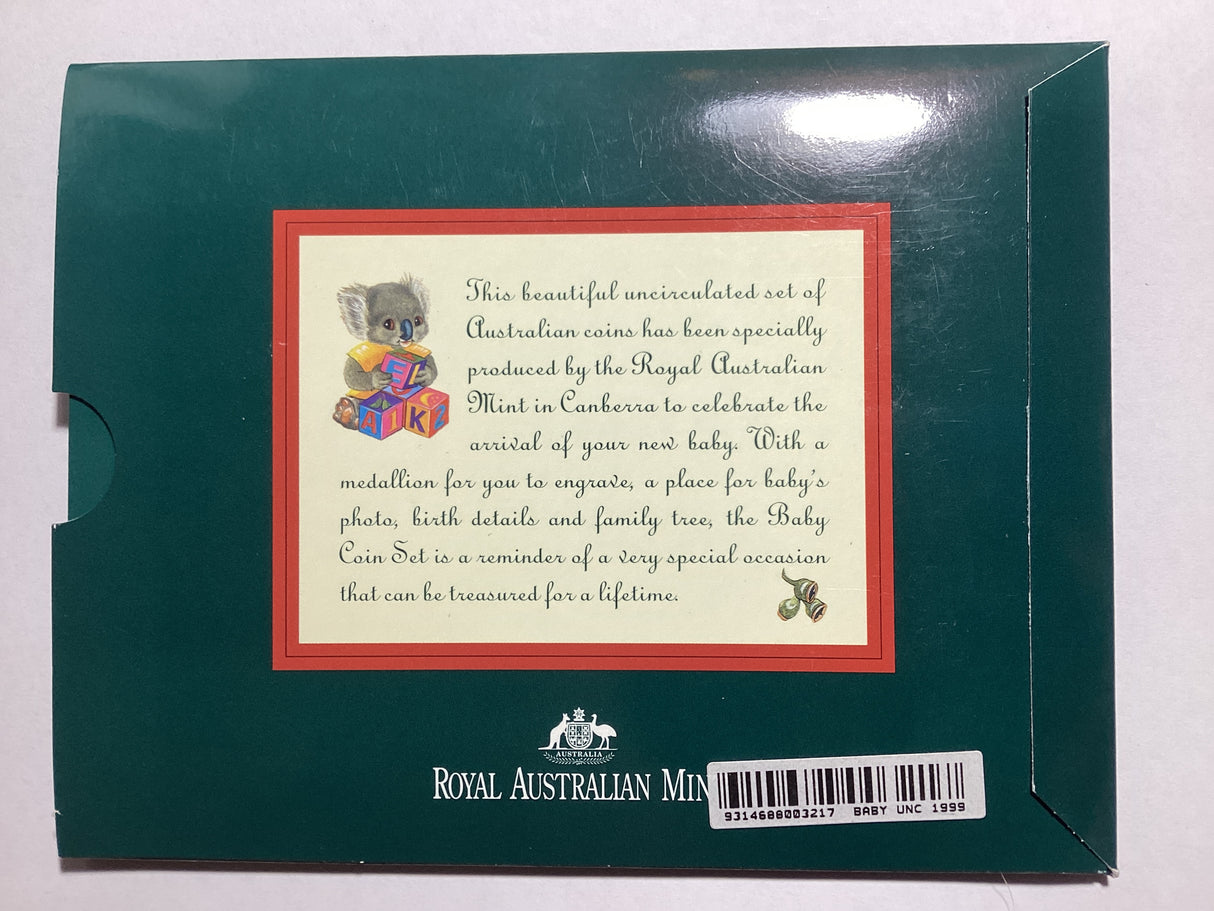 This beautiful uncirculated set of
Australian coins has been specially
produced by the Royal Australian
Mint in Canberra to celebrate the
arrival of your new baby. With a
medallion for you to engrave, a place for baby's
photo, birth details and family tree, the Baby
Coin Set is a reminder of a very special occasion
that can be treasured for a lifetime.
A K Z
AUSTRALIA
ROYAL AUSTRALIAN MIN
9314688003217 BABY UNC 1999